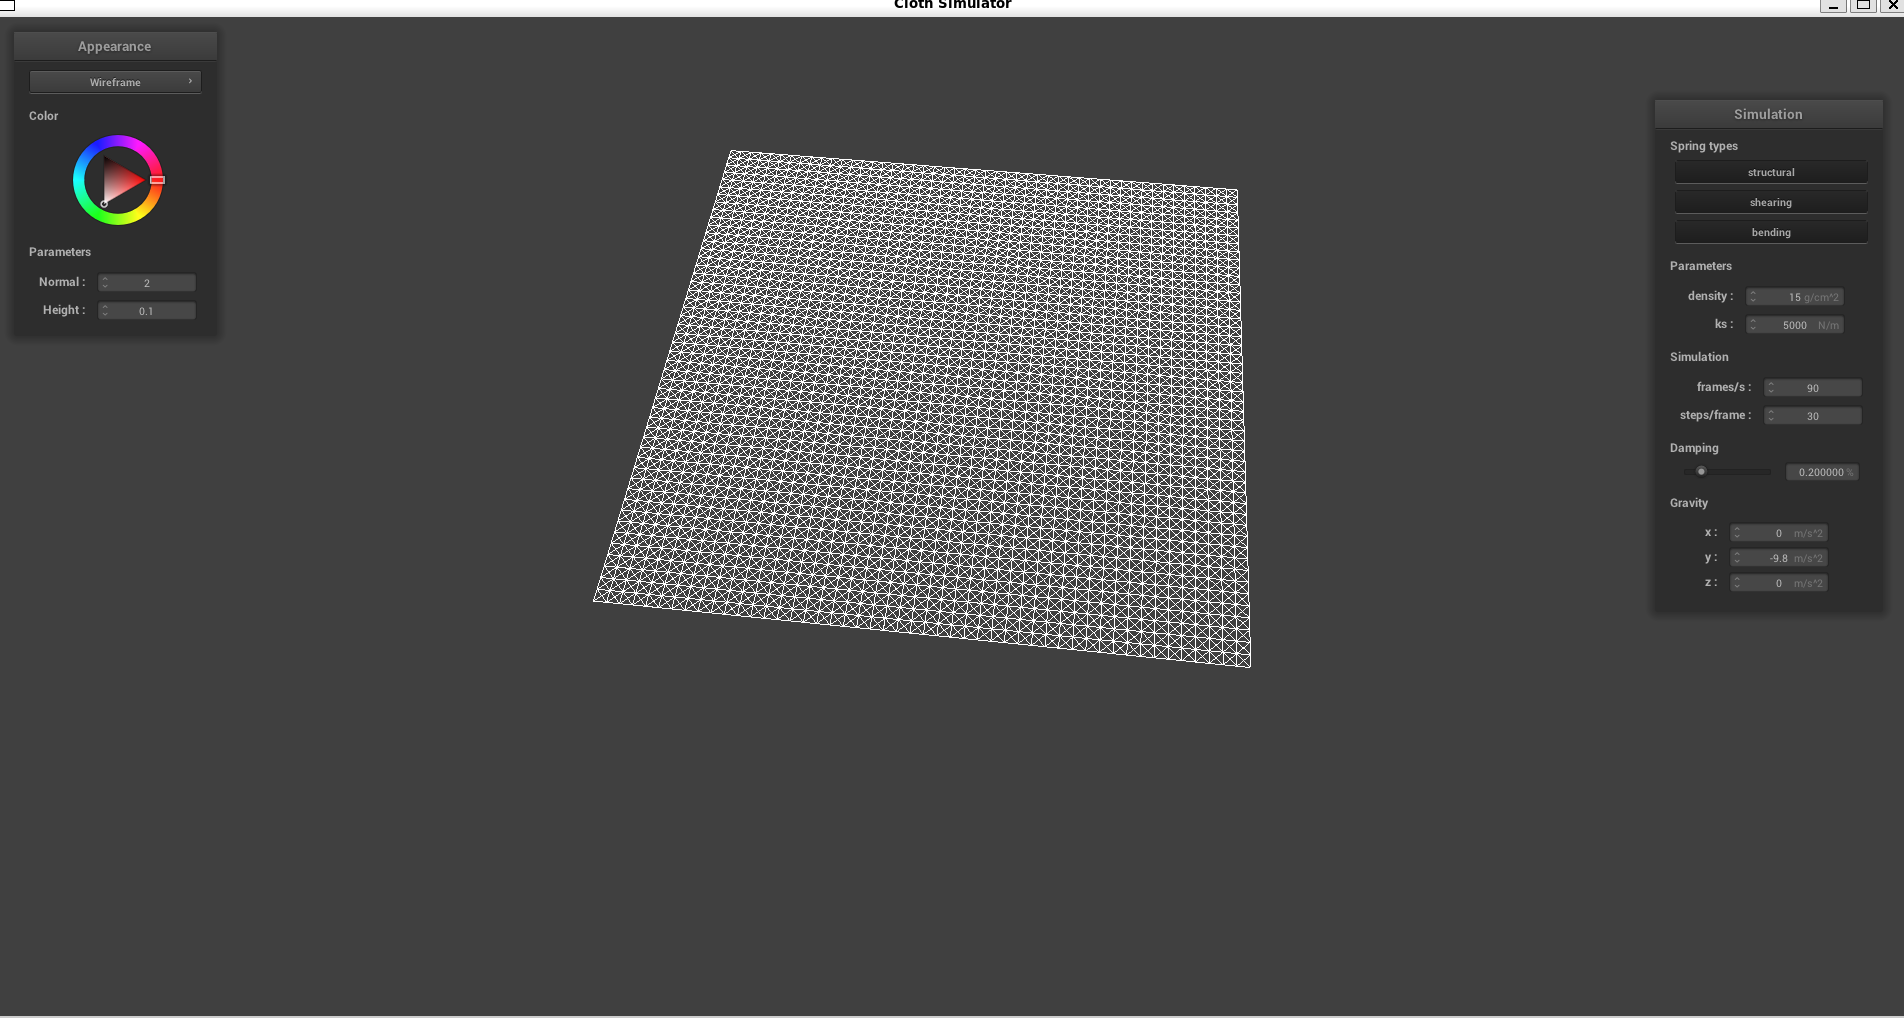 Cloth Simulator
Appearance
Wireframe
Color
Parameters
Normal : 2
Height : 0.1
Simulation
Spring types
structural
shearing
bending
Parameters
density : 15 g/cm^2
ks : 5000 N/m
Simulation
frames/s : 90
steps/frame : 30
Damping
0.200000 %
Gravity
x : 0 m/s^2
y : -9.8 m/s^2
z : 0 m/s^2